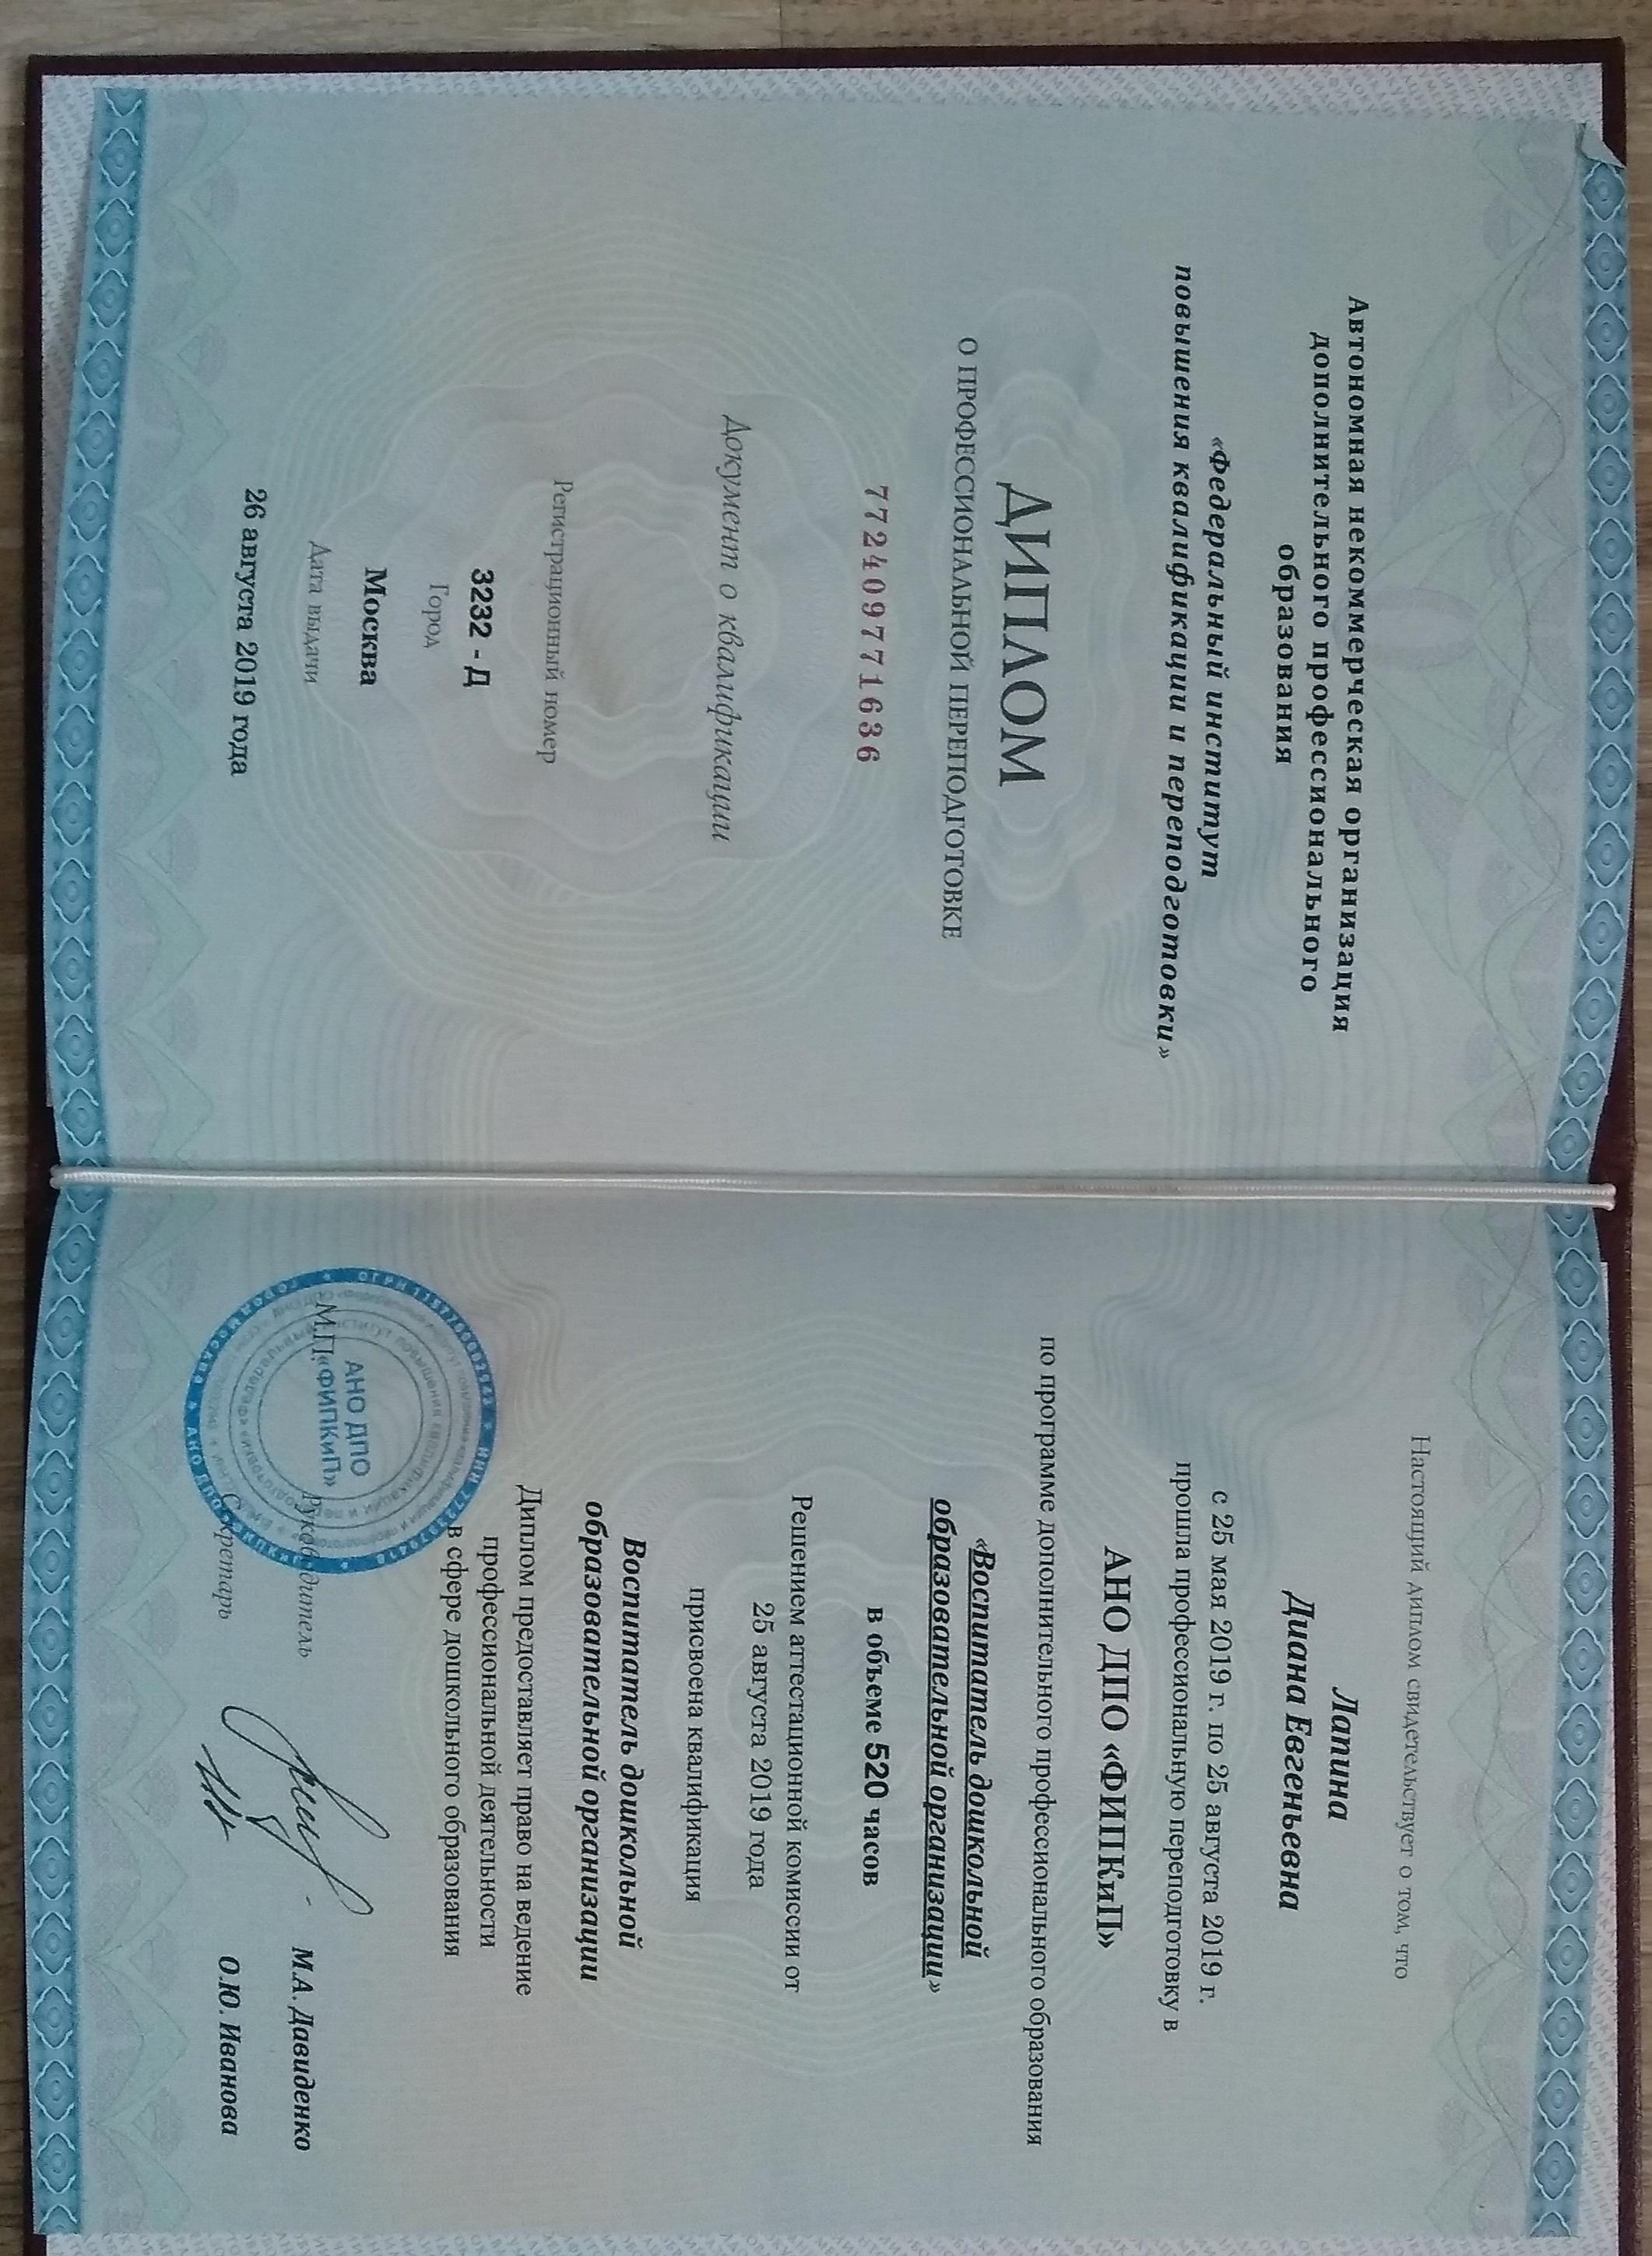 Автономная некоммерческая организация
дополнительного профессионального
образования
«Федеральный институт
повышения квалификации и переподготовки»
ДИПЛОМ
О ПРОФЕССИОНАЛЬНОЙ ПЕРЕПОДГОТОВКЕ
772409771636
Документ о квалификации
Регистрационный номер
3232 - Д
Город
Москва
Дата выдачи
26 августа 2019 года
Настоящий диплом свидетельствует о том, что
Лапина
Диана Евгеньевна
с 25 мая 2019 г. по 25 августа 2019 г.
прошла профессиональную переподготовку в
АНО ДПО «ФИПКиП»
по программе дополнительного профессионального образования
«Воспитатель дошкольной
образовательной организации»
в объеме 520 часов
Решением аттестационной комиссии от
25 августа 2019 года
присвоена квалификация
Воспитатель дошкольной
образовательной организации
Диплом предоставляет право на ведение
профессиональной деятельности
в сфере дошкольного образования
АНО ДПО
«ФИПКиП»
М.П.
Руководитель
М.А. Давиденко
Секретарь
О.Ю. Иванова